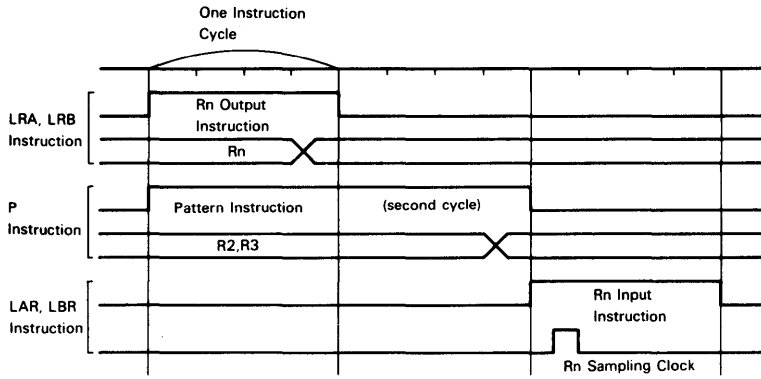 One Instruction
Cycle
LRA, LRB
Instruction
Rn Output
Instruction
Rn
P
Instruction
Pattern Instruction
(second cycle)
R2,R3
LAR, LBR
Instruction
Rn Input
Instruction
Rn Sampling Clock